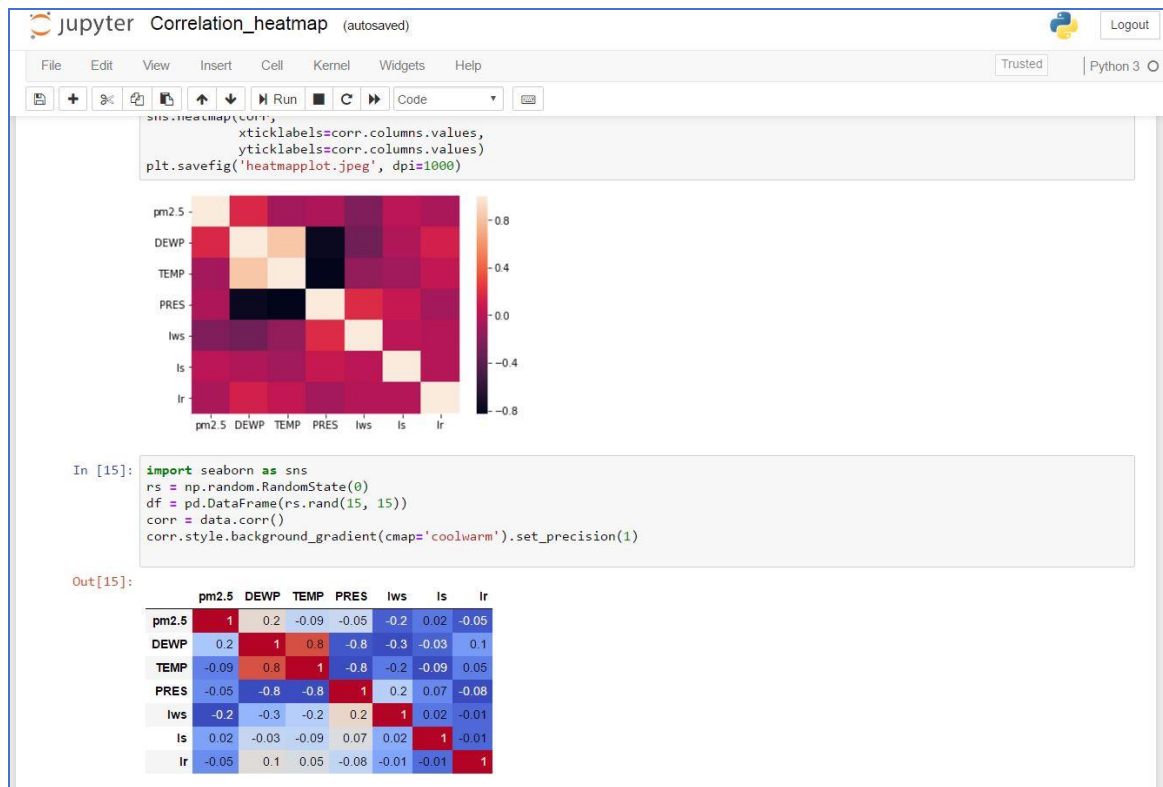 jupyter Correlation_heatmap (autosaved)
Logout
File Edit View Insert Cell Kernel Widgets Help
Trusted Python 3
Run Code
sns.heatmap(corr,
xticklabels=corr.columns.values,
yticklabels=corr.columns.values)
plt.savefig('heatmapplot.jpeg', dpi=1000)
pm2.5
DEWP
TEMP
PRES
Iws
Is
Ir
pm2.5 DEWP TEMP PRES Iws Is Ir
0.8
0.4
0.0
-0.4
-0.8
In [15]: import seaborn as sns
rs = np.random.RandomState(0)
df = pd.DataFrame(rs.rand(15, 15))
corr = data.corr()
corr.style.background_gradient(cmap='coolwarm').set_precision(1)
Out[15]:
pm2.5 DEWP TEMP PRES Iws Is Ir
pm2.5 1 0.2 -0.09 -0.05 -0.2 0.02 -0.05
DEWP 0.2 1 0.8 -0.8 -0.3 -0.03 0.1
TEMP -0.09 0.8 1 -0.8 -0.2 -0.09 0.05
PRES -0.05 -0.8 -0.8 1 0.2 0.07 -0.08
Iws -0.2 -0.3 -0.2 0.2 1 0.02 -0.01
Is 0.02 -0.03 -0.09 0.07 0.02 1 -0.01
Ir -0.05 0.1 0.05 -0.08 -0.01 -0.01 1